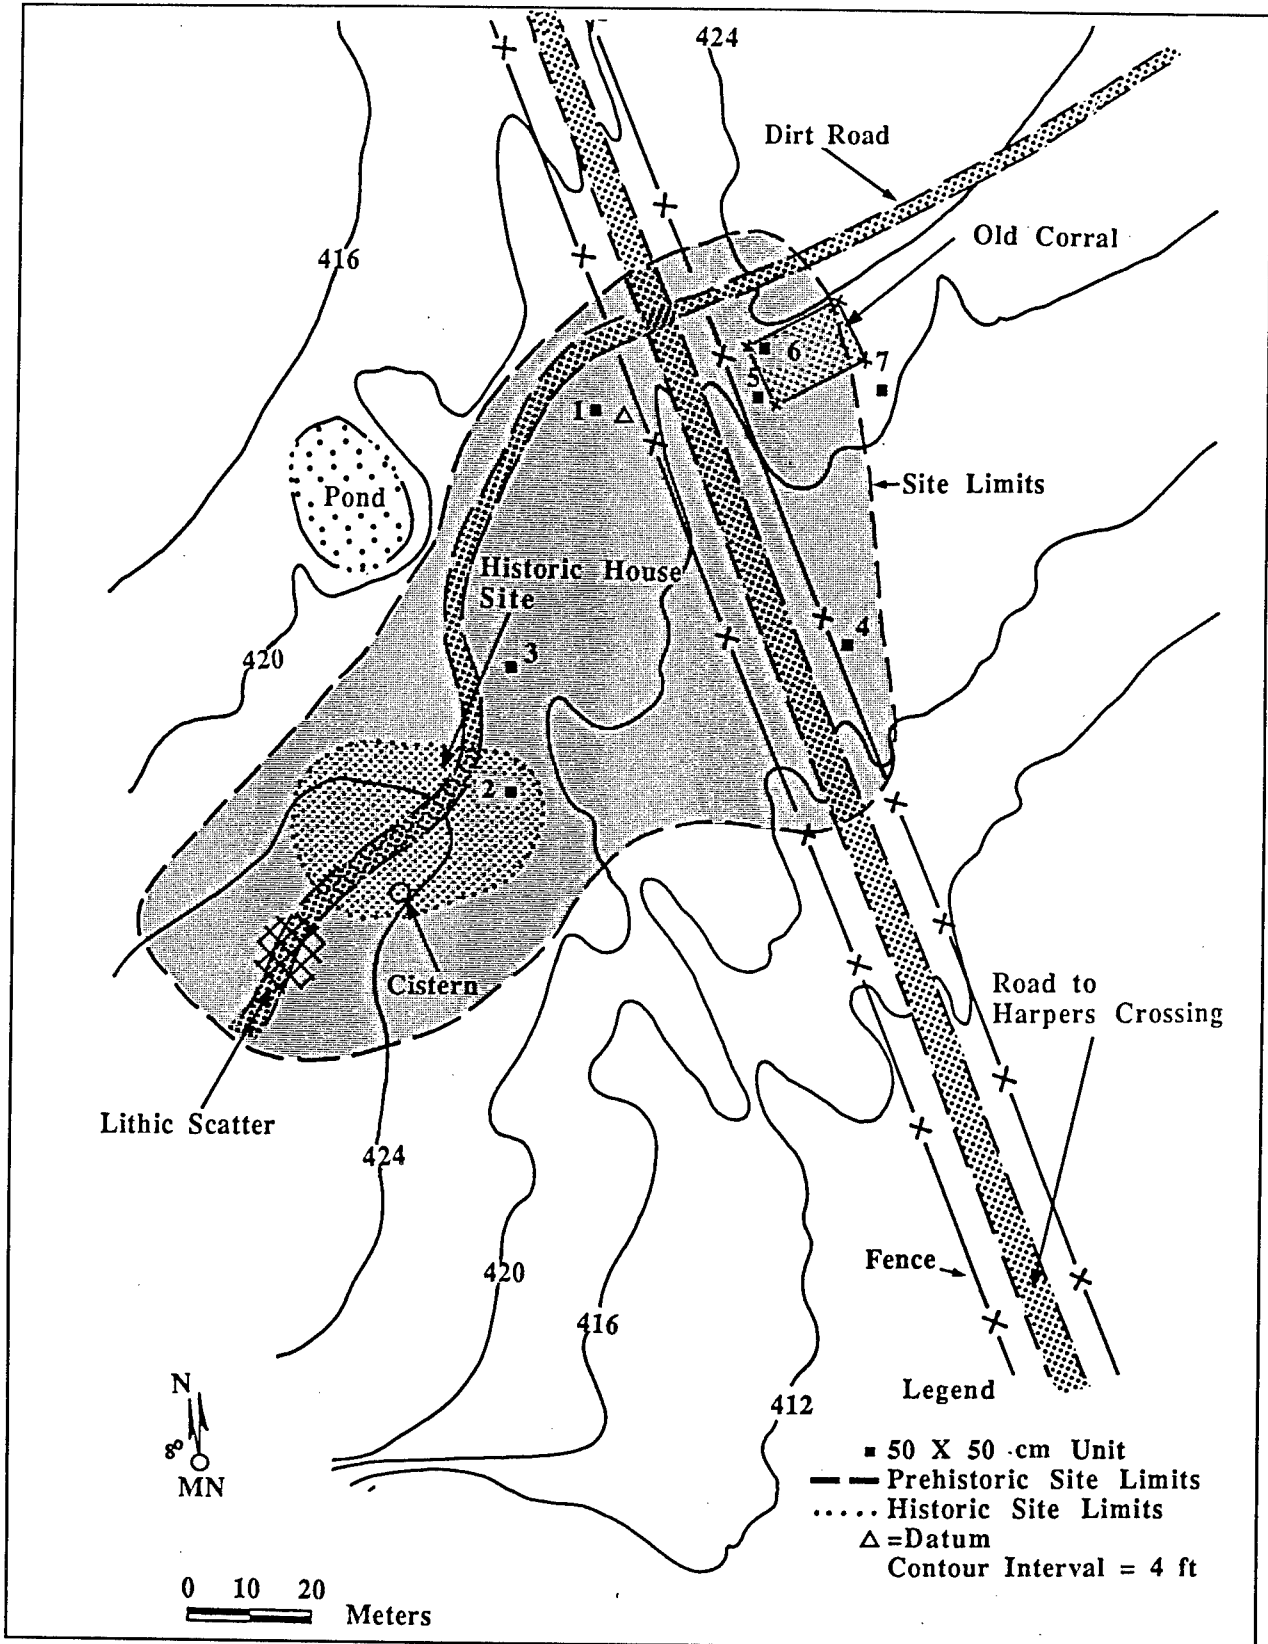 424
Dirt Road
Old Corral
416
6
7
5
1
Site Limits
Pond
Historic House
Site
4
3
420
2
Cistern
Road to
Harpers Crossing
Lithic Scatter
424
Fence
420
416
Legend
412
N
8°
MN
50 X 50 cm Unit
Prehistoric Site Limits
Historic Site Limits
=Datum
Contour Interval = 4 ft
0 10 20
Meters